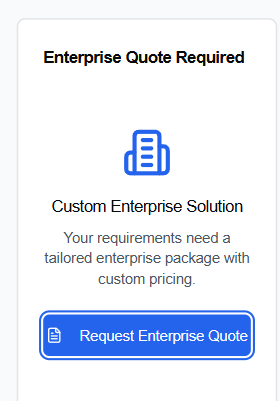 Enterprise Quote Required
Custom Enterprise Solution
Your requirements need a
tailored enterprise package with
custom pricing.
Request Enterprise Quote